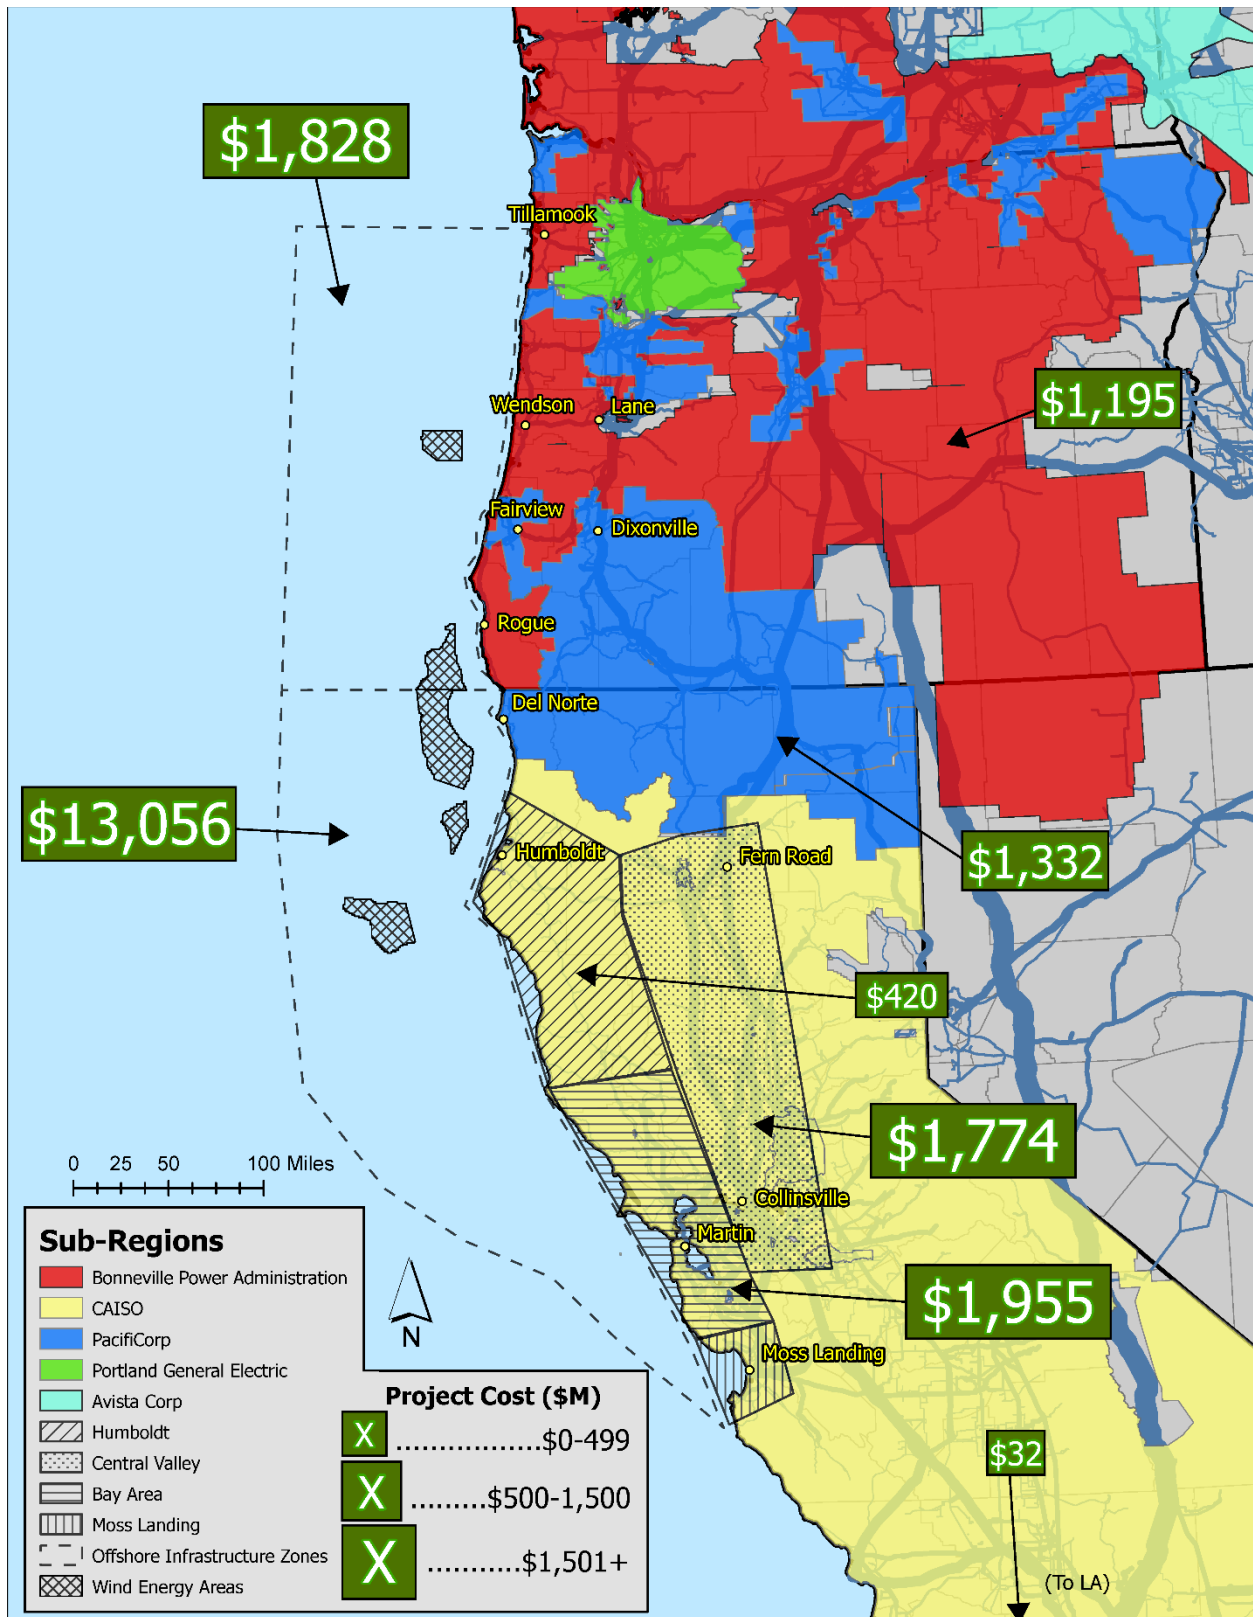 $1,828
Tillamook
$1,195
Wendson
Lane
Fairview
Dixonville
Rogue
Del Norte
$13,056
Humboldt
Fern Road
$1,332
$420
$1,774
0 25 50 100 Miles
Collinsville
Martin
$1,955
Moss Landing
$32
(To LA)
N
Sub-Regions
Bonneville Power Administration
CAISO
PacifiCorp
Portland General Electric
Avista Corp
Humboldt
Central Valley
Bay Area
Moss Landing
Offshore Infrastructure Zones
Wind Energy Areas
Project Cost ($M)
X ..................$0-499
X .........$500-1,500
X ...........$1,501+